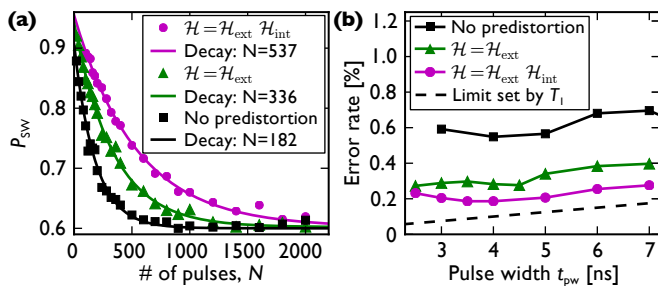 (a)
0.9
0.8
0.7
0.6
P_SW
ℋ=ℋ_ext ℋ_int
Decay: N=537
ℋ=ℋ_ext
Decay: N=336
No predistortion
Decay: N=182
0 500 1000 1500 2000
# of pulses, N
(b)
1.2
1.0
0.8
0.6
0.4
0.2
0
Error rate [%]
No predistortion
ℋ=ℋ_ext
ℋ=ℋ_ext ℋ_int
Limit set by T_1
3 4 5 6 7
Pulse width t_pw [ns]